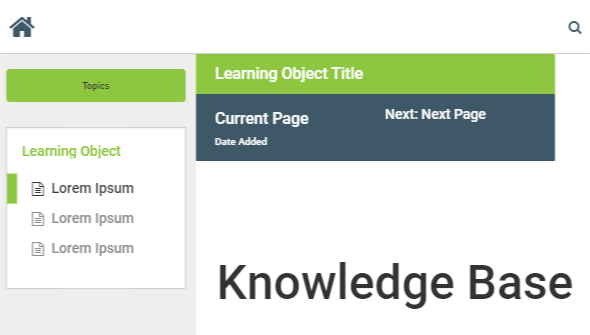 Topics
Learning Object
Lorem Ipsum
Lorem Ipsum
Lorem Ipsum
Learning Object Title
Current Page
Next: Next Page
Date Added
Knowledge Base